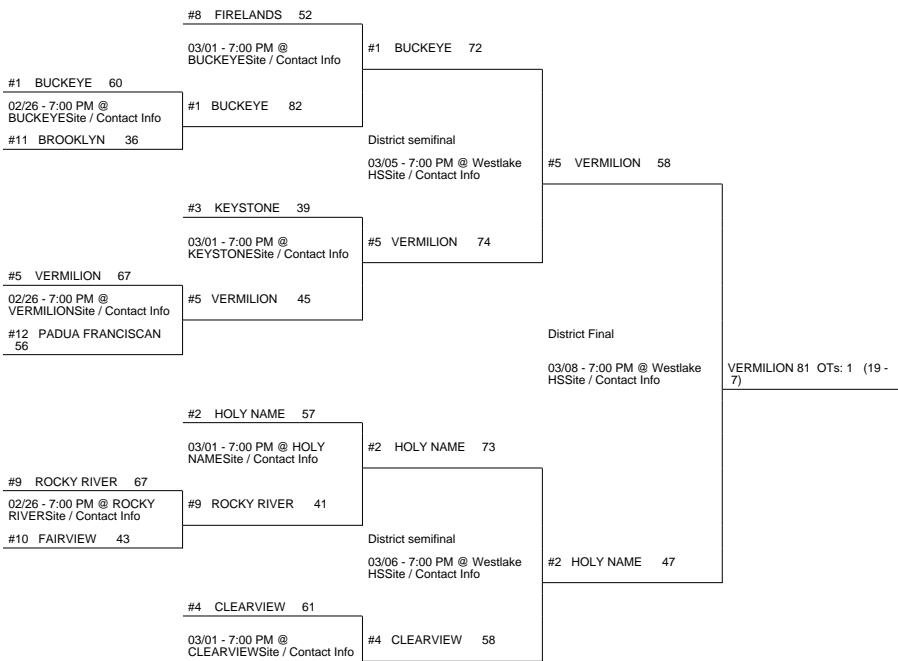 #8 FIRELANDS 52
03/01 - 7:00 PM @
BUCKEYESite / Contact Info
#1 BUCKEYE 72
#1 BUCKEYE 60
02/26 - 7:00 PM @
BUCKEYESite / Contact Info
#1 BUCKEYE 82
#11 BROOKLYN 36
District semifinal
03/05 - 7:00 PM @ Westlake
HSSite / Contact Info
#5 VERMILION 58
#3 KEYSTONE 39
03/01 - 7:00 PM @
KEYSTONESite / Contact Info
#5 VERMILION 74
#5 VERMILION 67
02/26 - 7:00 PM @
VERMILIONSite / Contact Info
#5 VERMILION 45
#12 PADUA FRANCISCAN
56
District Final
03/08 - 7:00 PM @ Westlake
HSSite / Contact Info
VERMILION 81 OTs: 1 (19 -
7)
#2 HOLY NAME 57
03/01 - 7:00 PM @ HOLY
NAMESite / Contact Info
#2 HOLY NAME 73
#9 ROCKY RIVER 67
02/26 - 7:00 PM @ ROCKY
RIVERSite / Contact Info
#9 ROCKY RIVER 41
#10 FAIRVIEW 43
District semifinal
03/06 - 7:00 PM @ Westlake
HSSite / Contact Info
#2 HOLY NAME 47
#4 CLEARVIEW 61
03/01 - 7:00 PM @
CLEARVIEWSite / Contact Info
#4 CLEARVIEW 58